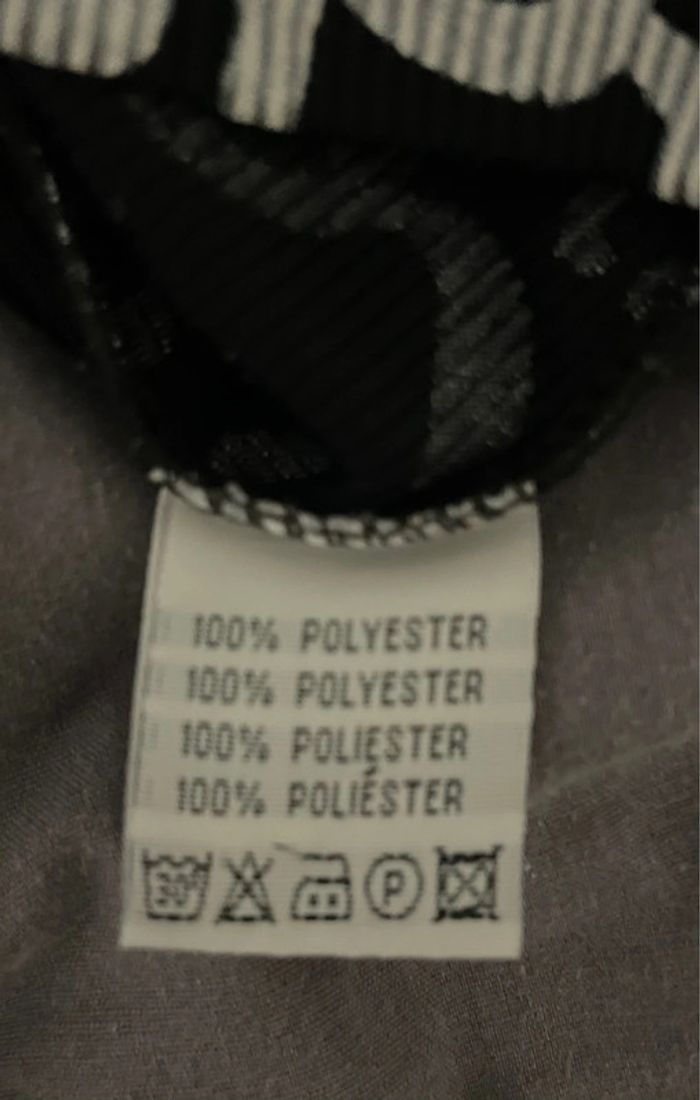 100% POLYESTER
100% POLYESTER
100% POLIESTER
100% POLIÉSTER
30° P